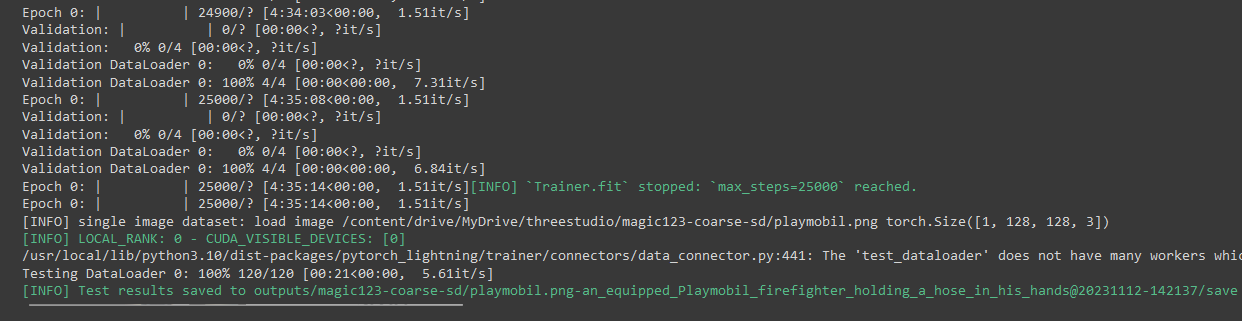 Epoch 0: |          | 24900/? [4:34:03<00:00,  1.51it/s]
Validation: |          | 0/? [00:00<?, ?it/s]
Validation:   0% 0/4 [00:00<?, ?it/s]
Validation DataLoader 0:   0% 0/4 [00:00<?, ?it/s]
Validation DataLoader 0: 100% 4/4 [00:00<00:00,  7.31it/s]
Epoch 0: |          | 25000/? [4:35:08<00:00,  1.51it/s]
Validation: |          | 0/? [00:00<?, ?it/s]
Validation:   0% 0/4 [00:00<?, ?it/s]
Validation DataLoader 0:   0% 0/4 [00:00<?, ?it/s]
Validation DataLoader 0: 100% 4/4 [00:00<00:00,  6.84it/s]
Epoch 0: |          | 25000/? [4:35:14<00:00,  1.51it/s][INFO] `Trainer.fit` stopped: `max_steps=25000` reached.
Epoch 0: |          | 25000/? [4:35:14<00:00,  1.51it/s]
[INFO] single image dataset: load image /content/drive/MyDrive/threestudio/magic123-coarse-sd/playmobil.png torch.Size([1, 128, 128, 3])
[INFO] LOCAL_RANK: 0 - CUDA_VISIBLE_DEVICES: [0]
/usr/local/lib/python3.10/dist-packages/pytorch_lightning/trainer/connectors/data_connector.py:441: The 'test_dataloader' does not have many workers whic
Testing DataLoader 0: 100% 120/120 [00:21<00:00,  5.61it/s]
[INFO] Test results saved to outputs/magic123-coarse-sd/playmobil.png-an_equipped_Playmobil_firefighter_holding_a_hose_in_his_hands@20231112-142137/save